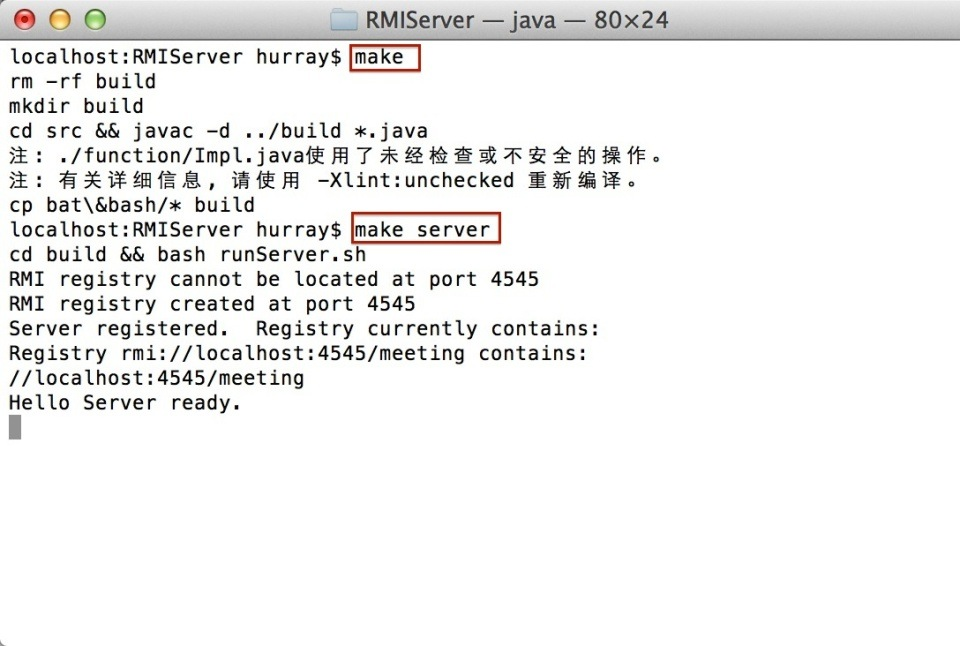 RMIServer — java — 80×24
localhost:RMIServer hurray$ make
rm -rf build
mkdir build
cd src && javac -d ../build *.java
注: ./function/Impl.java使用了未经检查或不安全的操作。
注: 有关详细信息, 请使用 -Xlint:unchecked 重新编译。
cp bat\&bash/* build
localhost:RMIServer hurray$ make server
cd build && bash runServer.sh
RMI registry cannot be located at port 4545
RMI registry created at port 4545
Server registered.  Registry currently contains:
Registry rmi://localhost:4545/meeting contains:
//localhost:4545/meeting
Hello Server ready.